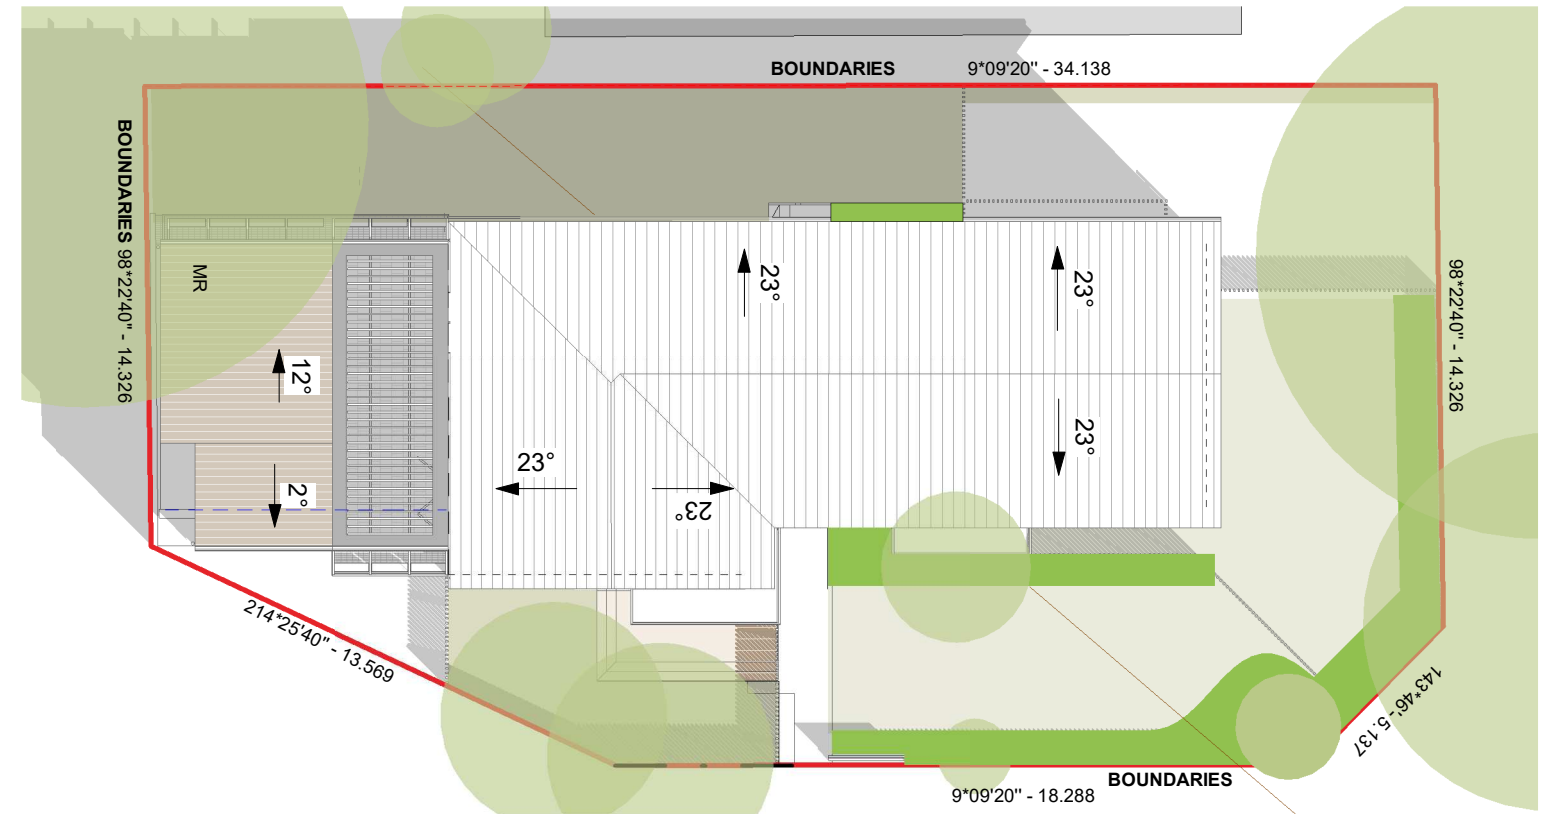 BOUNDARIES 9*09'20" - 34.138
BOUNDARIES 98*22'40" - 14.326
MR
23°
23°
98*22'40" - 14.326
12°
23°
23°
2°
23°
214*25'40" - 13.569
143*46' - 5.137
BOUNDARIES
9*09'20" - 18.288